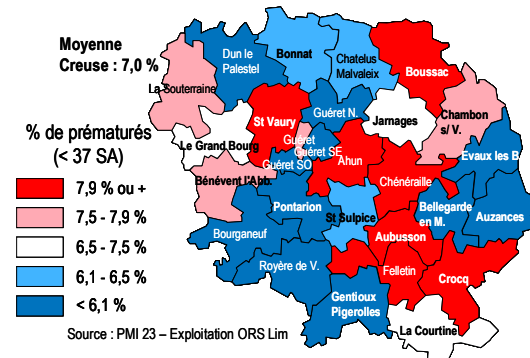 Moyenne
Creuse : 7,0 %
% de prématurés
(< 37 SA)
7,9 % ou +
7,5 - 7,9 %
6,5 - 7,5 %
6,1 - 6,5 %
< 6,1 %
Source : PMI 23 – Exploitation ORS Lim
Dun le
Palestel
Bonnat
Chatelus
Malvaleix
Boussac
La Souterraine
St Vaury
Guéret N.
Jarnages
Chambon
s/ V.
Le Grand Bourg
Guéret
Guéret SE
Guéret SO
Ahun
Evaux les B.
Bénévent l'Abb.
Chénéraille
Pontarion
St Sulpice
Bellegarde
en M.
Auzances
Bourganeuf
Aubusson
Royère de V.
Felletin
Crocq
Gentioux
Pigerolles
La Courtine